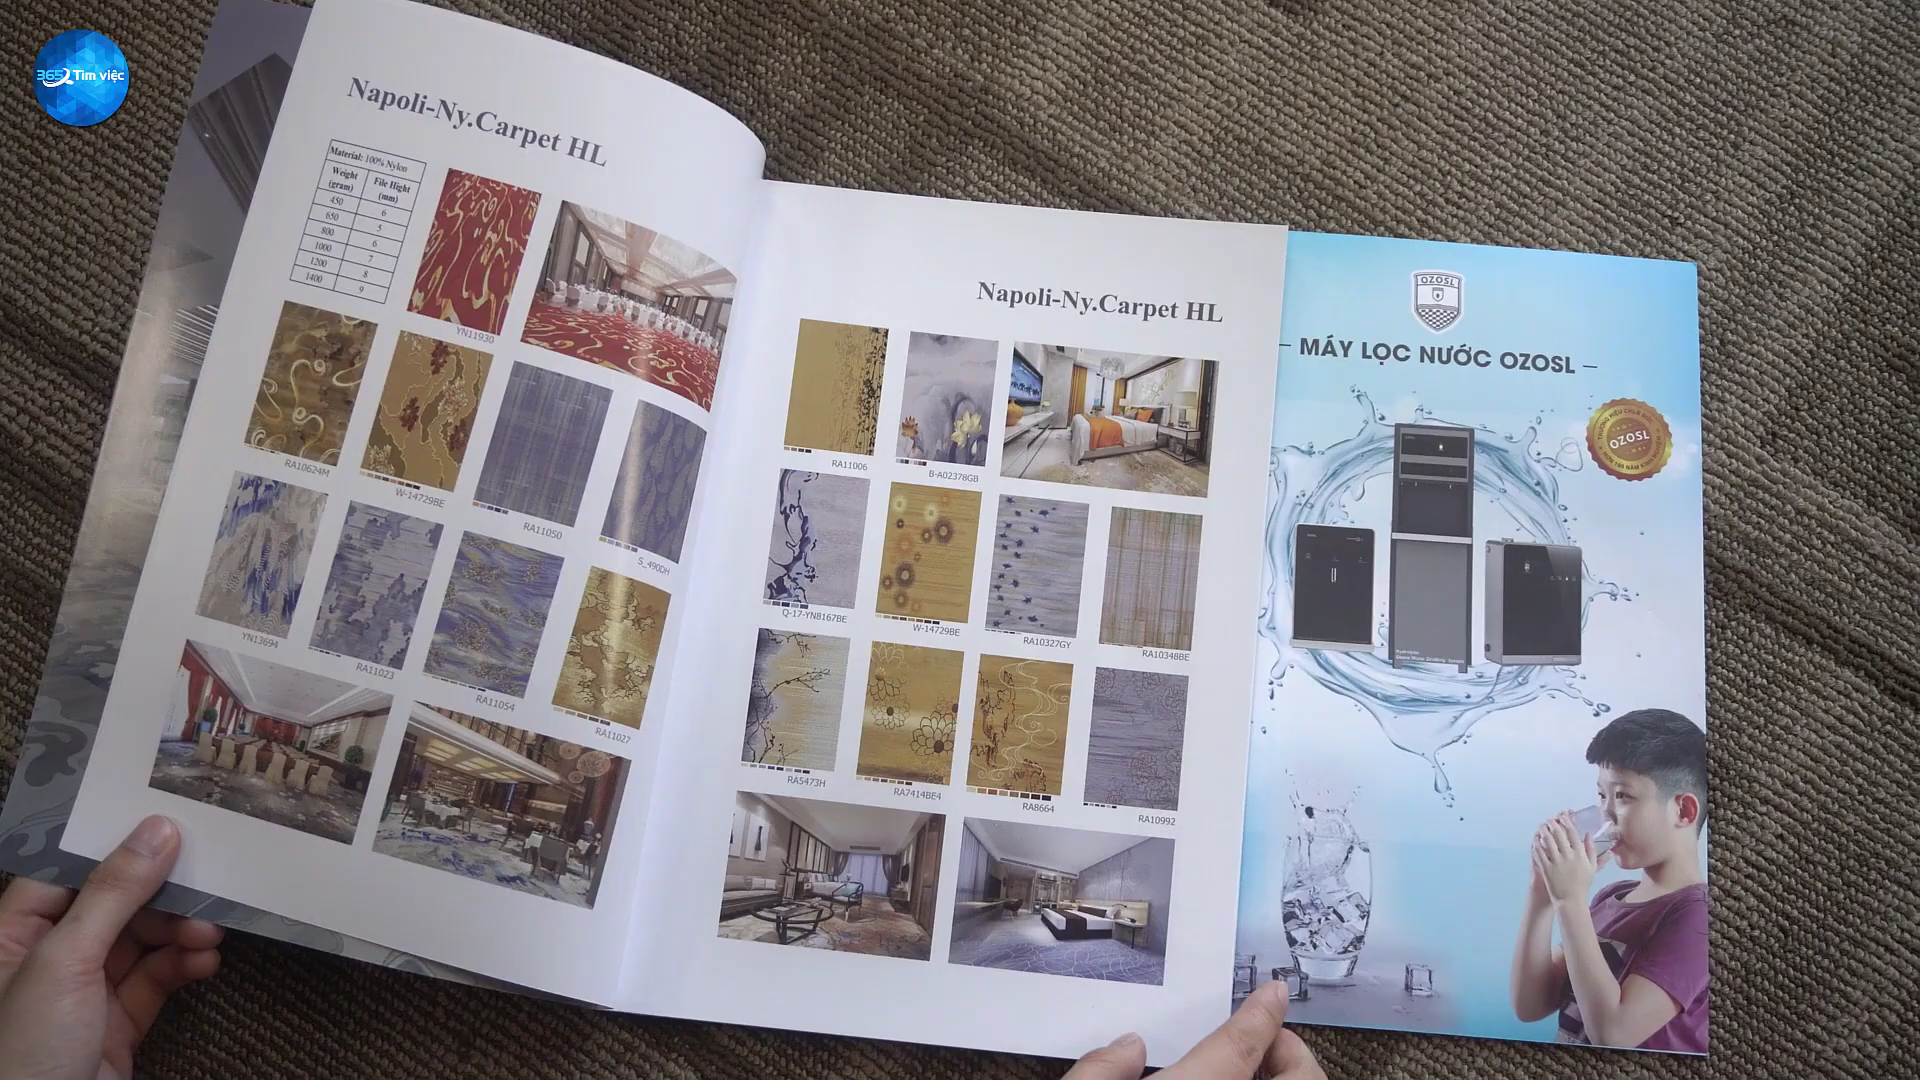 365 Tìm việc
Napoli-Ny.Carpet HL
Material: 100% Nylon
Weight (gram)
File Hight (mm)
450 6
650 5
800 6
1000 7
1200 8
1400 9
YN11930
RA10624M
W-14729BE
RA11050
S_490DH
YN13694
RA11023
RA11054
RA11027
Napoli-Ny.Carpet HL
RA11006
B-A02378GB
Q-17-YN8167BE
W-14729BE
RA10327GY
RA10348BE
RA5473H
RA7414BE4
RA8664
RA10992
OZOSL
– MÁY LỌC NƯỚC OZOSL –
OZOSL